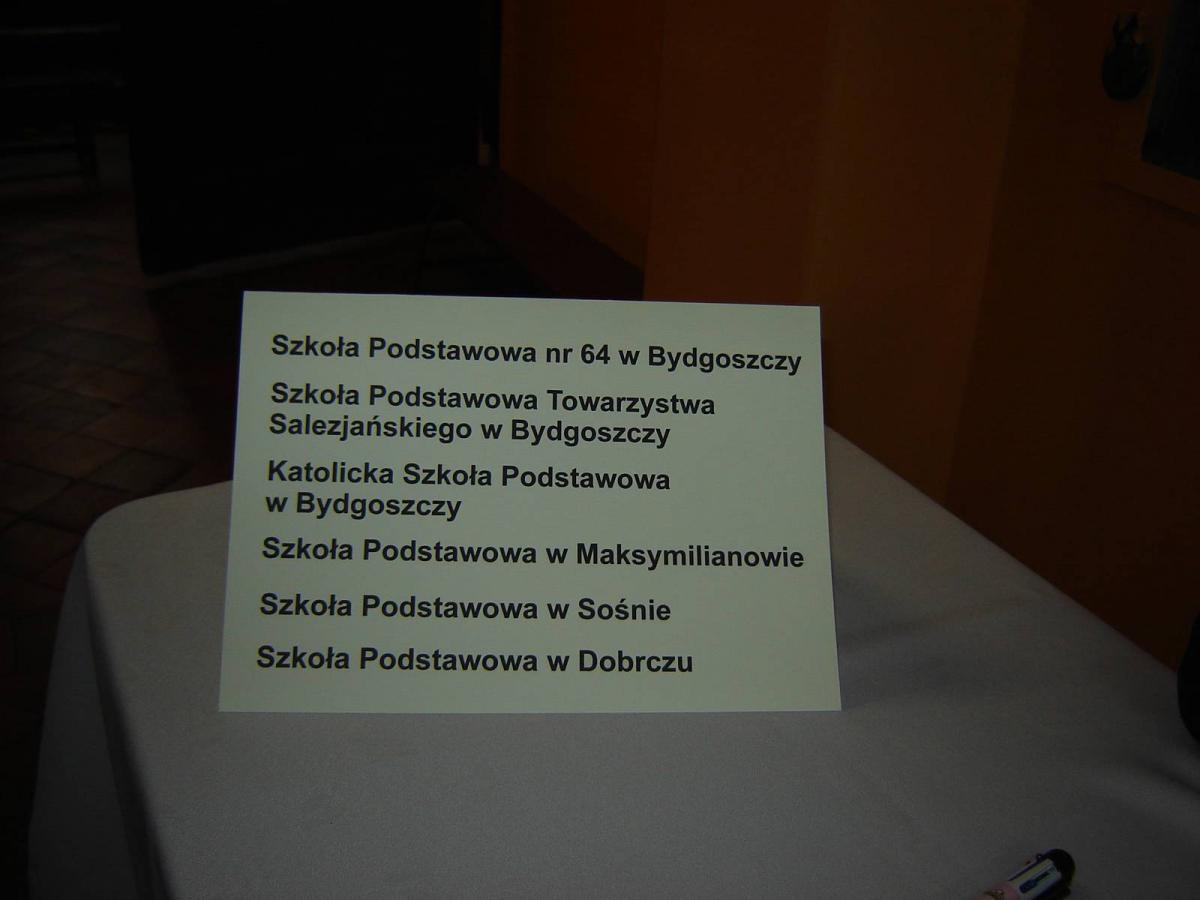 Szkoła Podstawowa nr 64 w Bydgoszczy
Szkoła Podstawowa Towarzystwa
Salezjańskiego w Bydgoszczy
Katolicka Szkoła Podstawowa
w Bydgoszczy
Szkoła Podstawowa w Maksymilianowie
Szkoła Podstawowa w Sośnie
Szkoła Podstawowa w Dobrczu